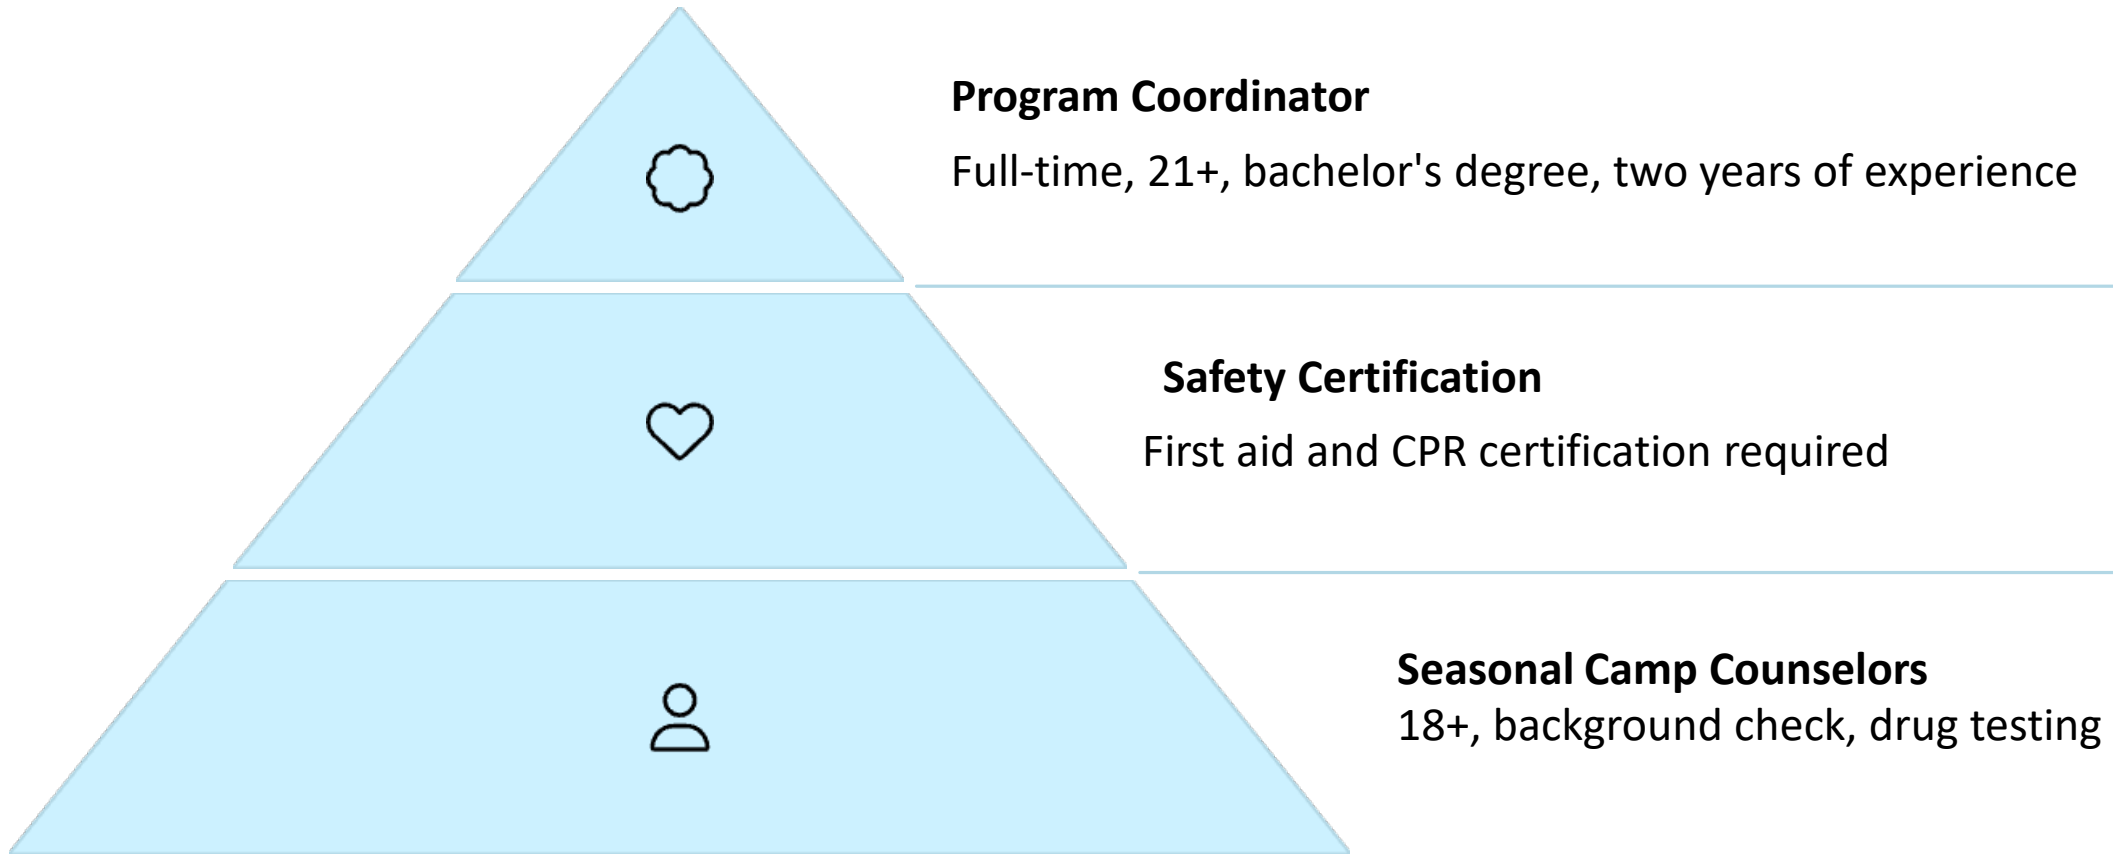 Program Coordinator
Full-time, 21+, bachelor's degree, two years of experience
Safety Certification
First aid and CPR certification required
Seasonal Camp Counselors
18+, background check, drug testing